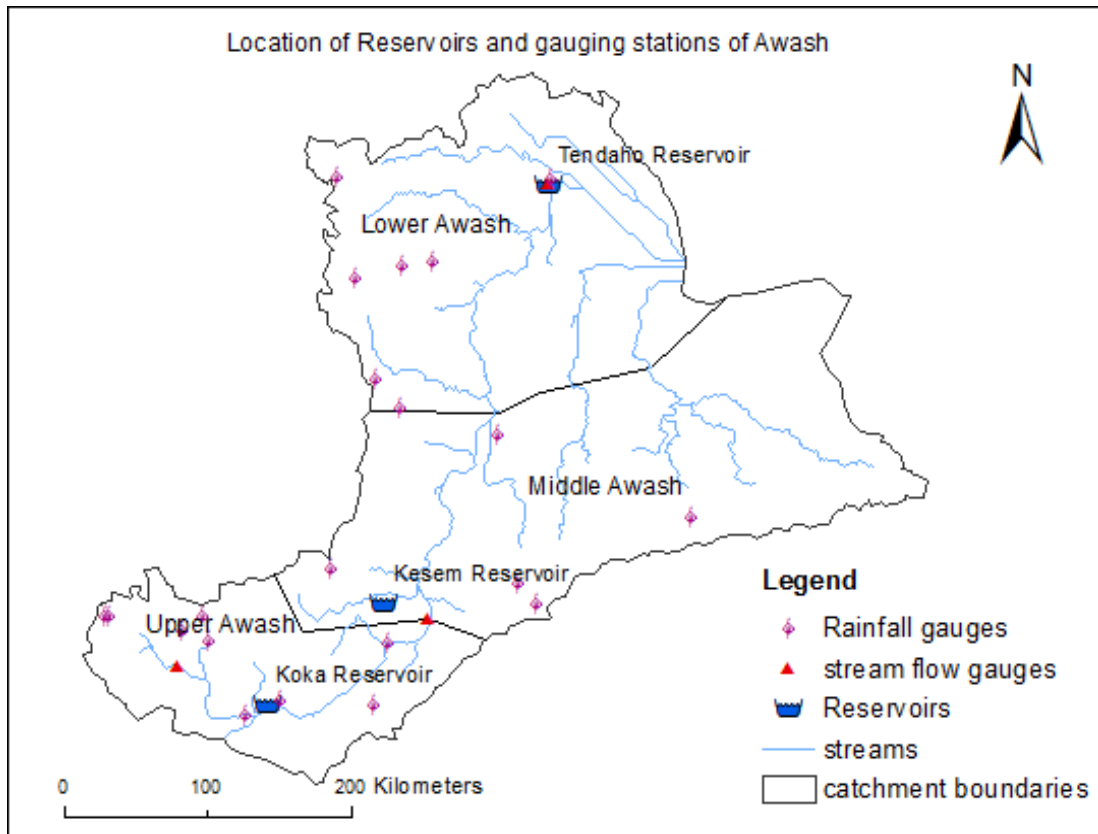 Location of Reservoirs and gauging stations of Awash
N
Tendaho Reservoir
Lower Awash
Middle Awash
Kesem Reservoir
Upper Awash
Koka Reservoir
Legend
Rainfall gauges
stream flow gauges
Reservoirs
streams
catchment boundaries
0 100 200 Kilometers